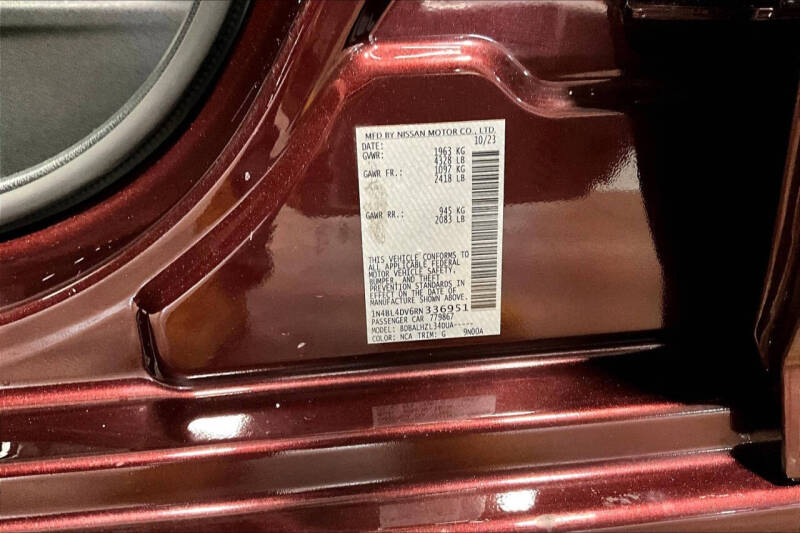 MFD BY NISSAN MOTOR CO., LTD.
DATE: 10/23
GVWR: 1963 KG
4328 LB
GAWR FR.: 1097 KG
2418 LB
GAWR RR.: 945 KG
2083 LB
THIS VEHICLE CONFORMS TO
ALL APPLICABLE FEDERAL
MOTOR VEHICLE SAFETY,
BUMPER, AND THEFT
PREVENTION STANDARDS IN
EFFECT ON THE DATE OF
MANUFACTURE SHOWN ABOVE.
1N4BL4DV6RN336951
PASSENGER CAR 779867
MODEL: BDBALHZL34DUA-----
COLOR: NCA TRIM: G 9N00A